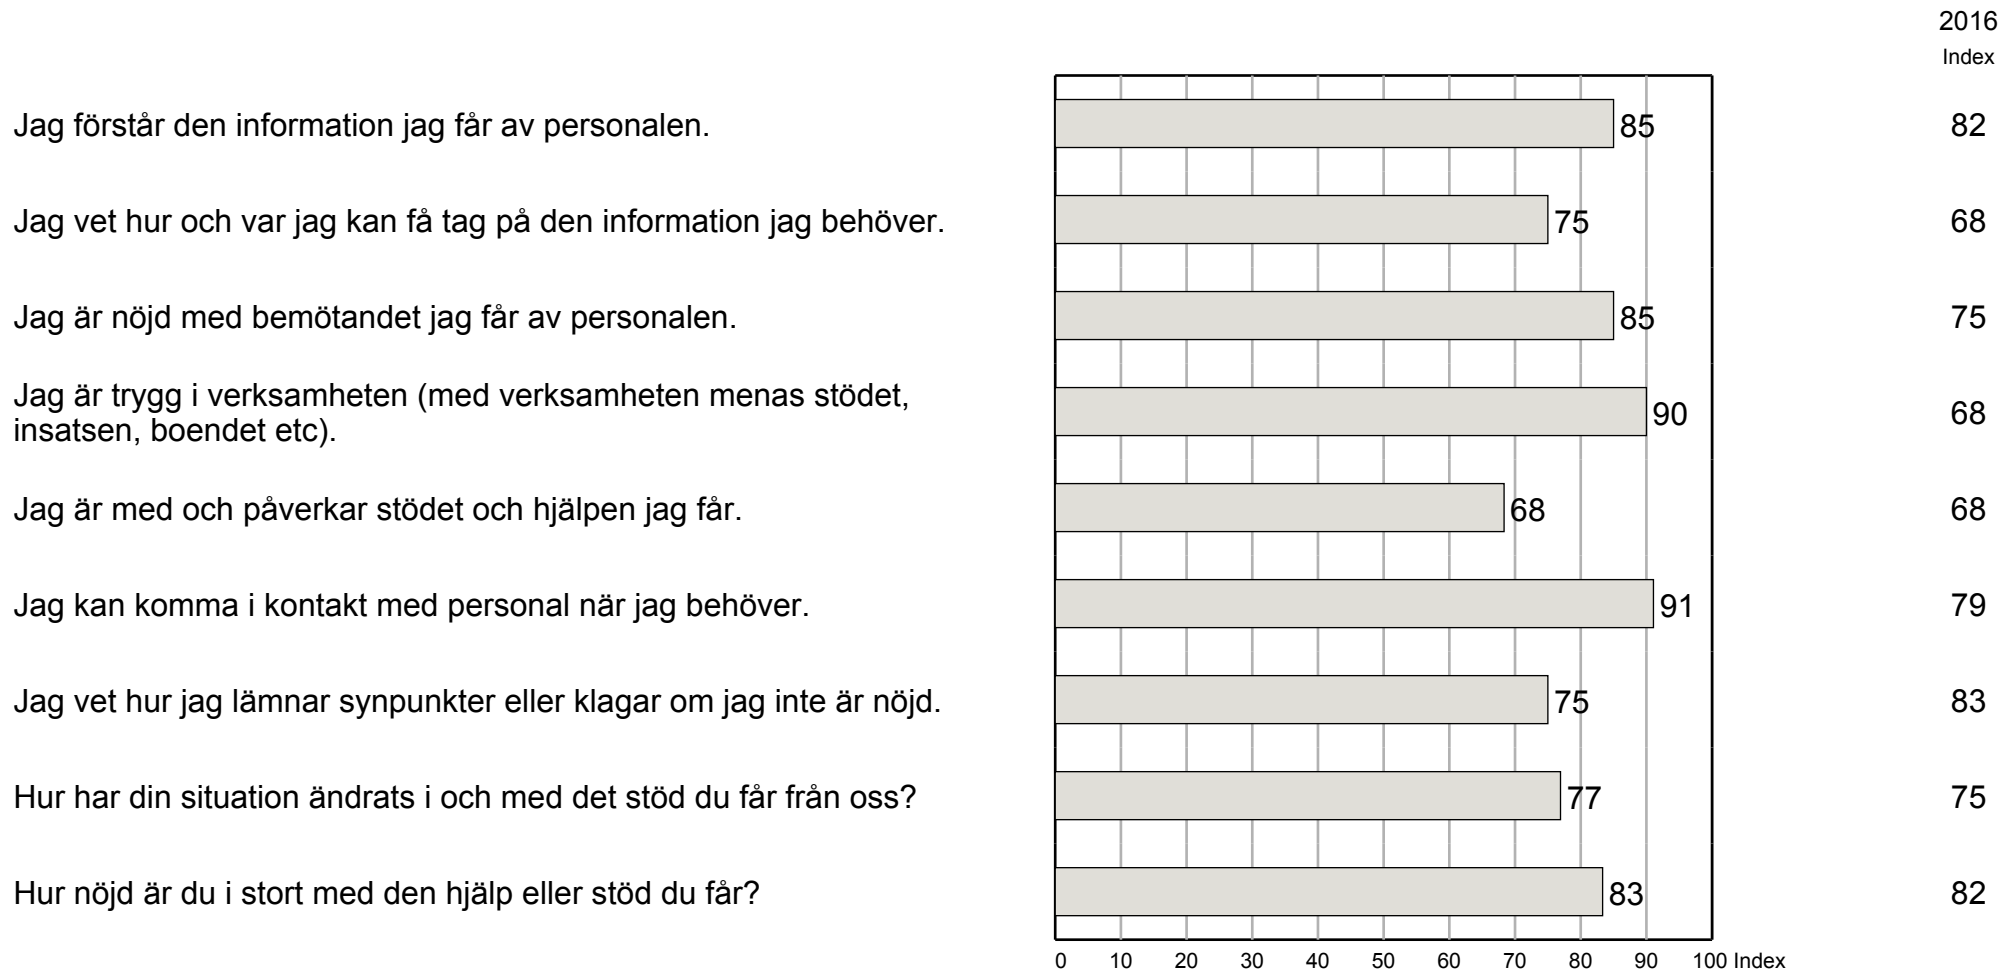 2016
Index
Jag förstår den information jag får av personalen. 85 82
Jag vet hur och var jag kan få tag på den information jag behöver. 75 68
Jag är nöjd med bemötandet jag får av personalen. 85 75
Jag är trygg i verksamheten (med verksamheten menas stödet,
insatsen, boendet etc). 90 68
Jag är med och påverkar stödet och hjälpen jag får. 68 68
Jag kan komma i kontakt med personal när jag behöver. 91 79
Jag vet hur jag lämnar synpunkter eller klagar om jag inte är nöjd. 75 83
Hur har din situation ändrats i och med det stöd du får från oss? 77 75
Hur nöjd är du i stort med den hjälp eller stöd du får? 83 82
0 10 20 30 40 50 60 70 80 90 100 Index